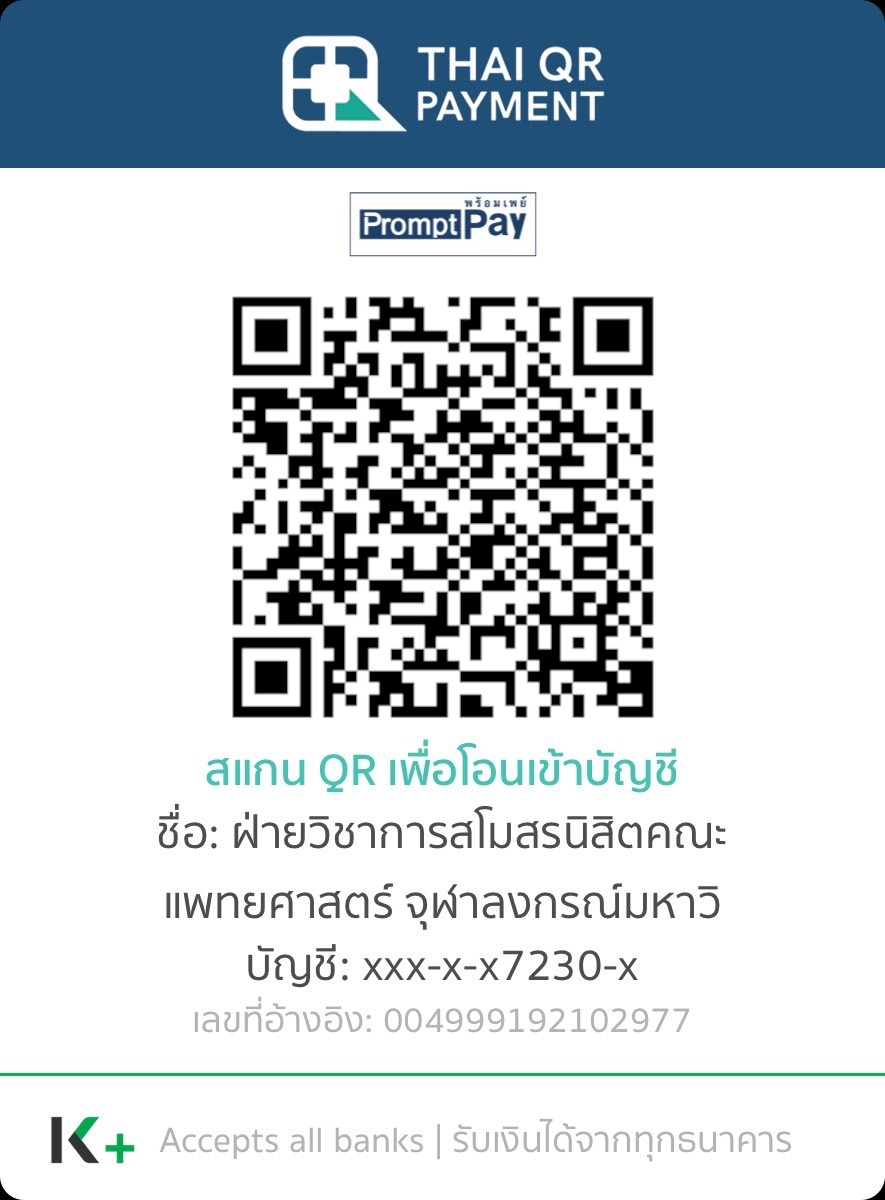 THAI QR
PAYMENT
พร้อมเพย์
PromptPay
สแกน QR เพื่อโอนเข้าบัญชี
ชื่อ: ฝ่ายวิชาการสโมสรนิสิตคณะ
แพทยศาสตร์ จุฬาลงกรณ์มหาวิ
บัญชี: xxx-x-x7230-x
เลขที่อ้างอิง: 004999192102977
K+ Accepts all banks | รับเงินได้จากทุกธนาคาร